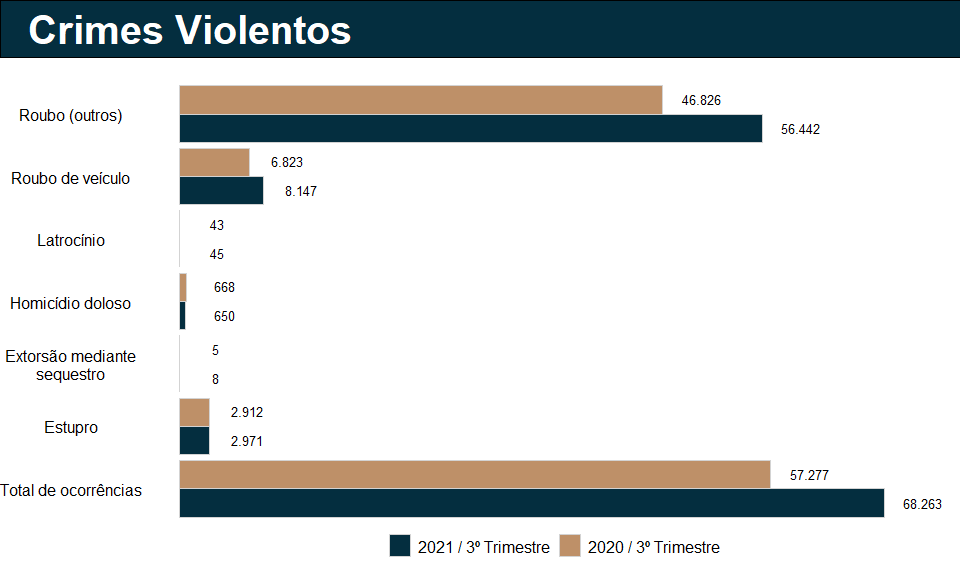 Crimes Violentos
Roubo (outros)
46.826
56.442
Roubo de veículo
6.823
8.147
Latrocínio
43
45
Homicídio doloso
668
650
Extorsão mediante
sequestro
5
8
Estupro
2.912
2.971
Total de ocorrências
57.277
68.263
2021 / 3º Trimestre 2020 / 3º Trimestre